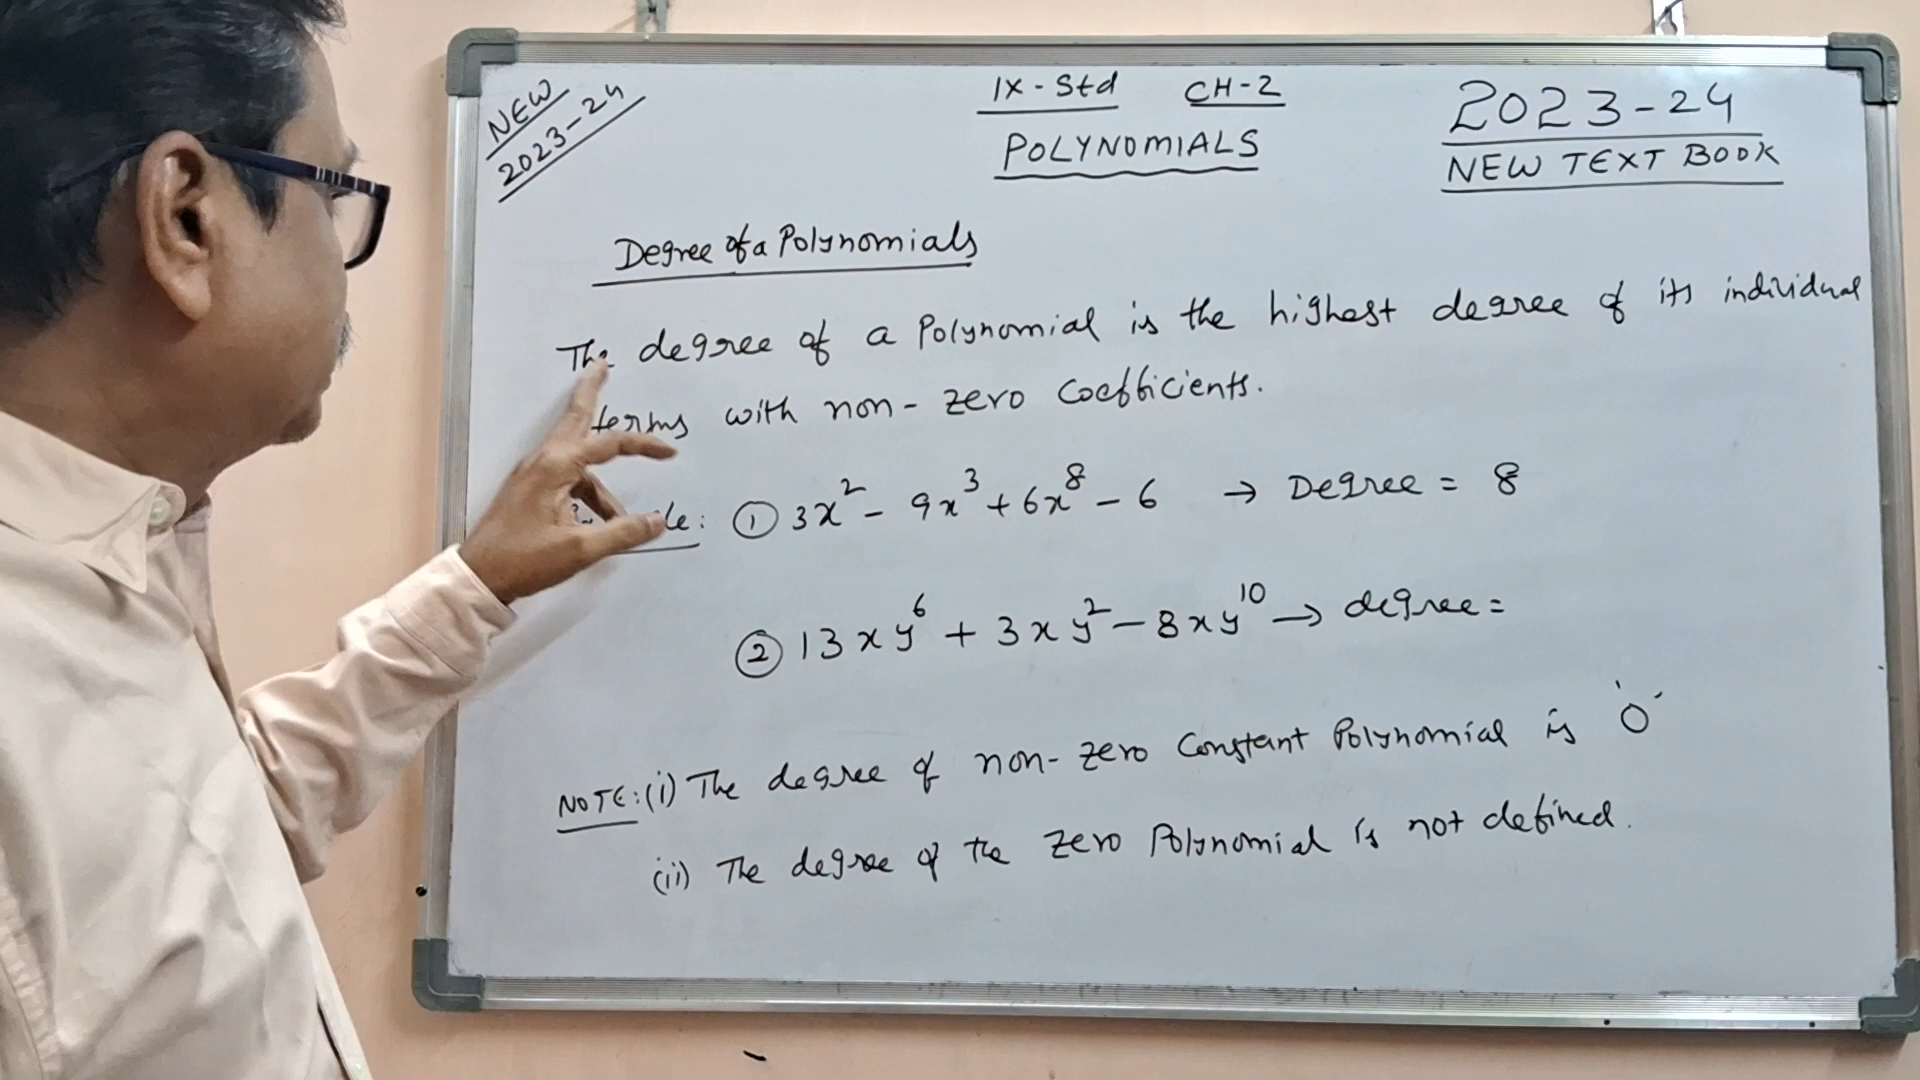 NEW
2023-24
IX-Std CH-2
POLYNOMIALS
2023-24
NEW TEXT BOOK
Degree of a Polynomials
The degree of a Polynomial is the highest degree of its individual
terms with non-zero coefficients.
① 3x² - 9x³ + 6x⁸ - 6 → Degree = 8
② 13xy⁶ + 3xy² - 8xy¹⁰ → degree =
NOTE: (i) The degree of non-zero Constant Polynomial is '0'
(ii) The degree of the zero Polynomial is not defined.